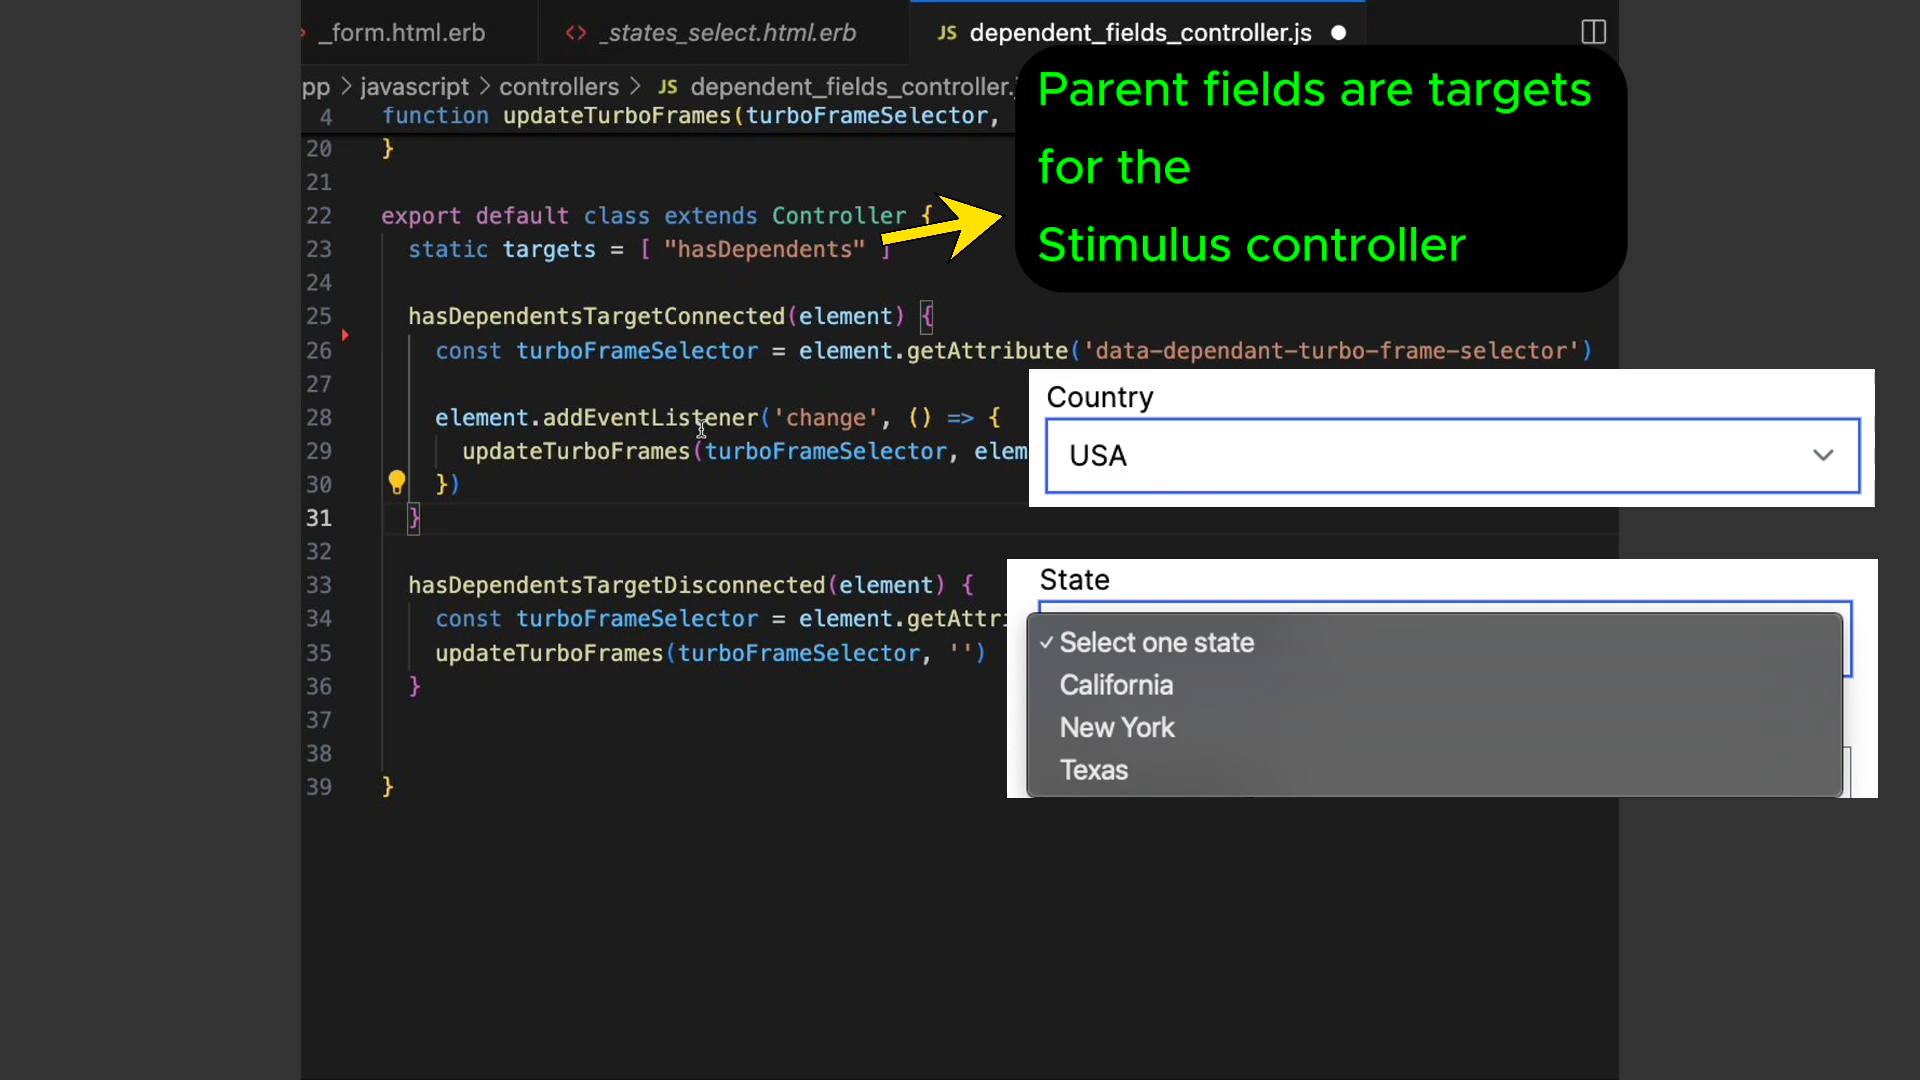 _form.html.erb
<> _states_select.html.erb
JS dependent_fields_controller.js
pp > javascript > controllers > JS dependent_fields_controller.
4 function updateTurboFrames(turboFrameSelector,
20 }
21
22 export default class extends Controller {
23 static targets = [ "hasDependents" ]
24
25 hasDependentsTargetConnected(element) {
26 const turboFrameSelector = element.getAttribute('data-dependant-turbo-frame-selector')
27
28 element.addEventListener('change', () => {
29 updateTurboFrames(turboFrameSelector, elem
30 })
31 }
32
33 hasDependentsTargetDisconnected(element) {
34 const turboFrameSelector = element.getAttri
35 updateTurboFrames(turboFrameSelector, '')
36 }
37
38
39 }
Parent fields are targets
for the
Stimulus controller
Country
USA
State
✓ Select one state
California
New York
Texas